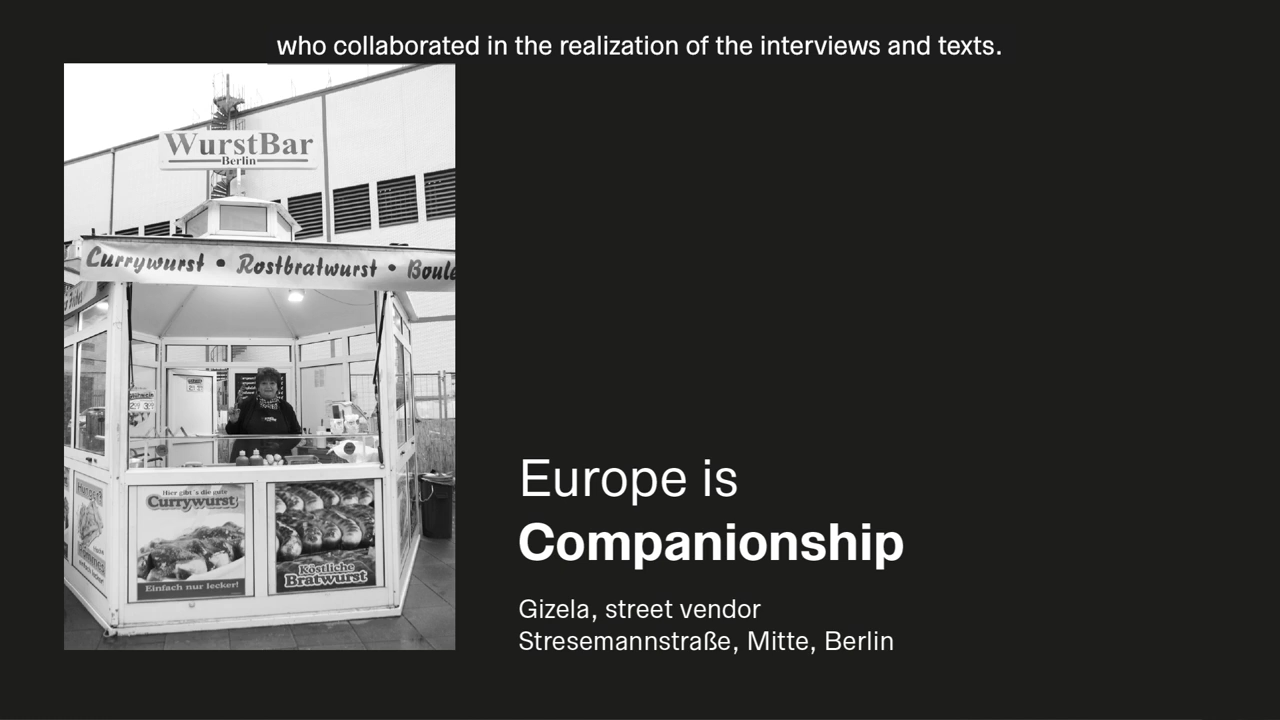 who collaborated in the realization of the interviews and texts.
WurstBar
Berlin
Currywurst • Rostbratwurst •
Hier gibt's die gute
Currywurst
Einfach nur lecker!
Köstliche
Bratwurst
Europe is
Companionship
Gizela, street vendor
Stresemannstraße, Mitte, Berlin